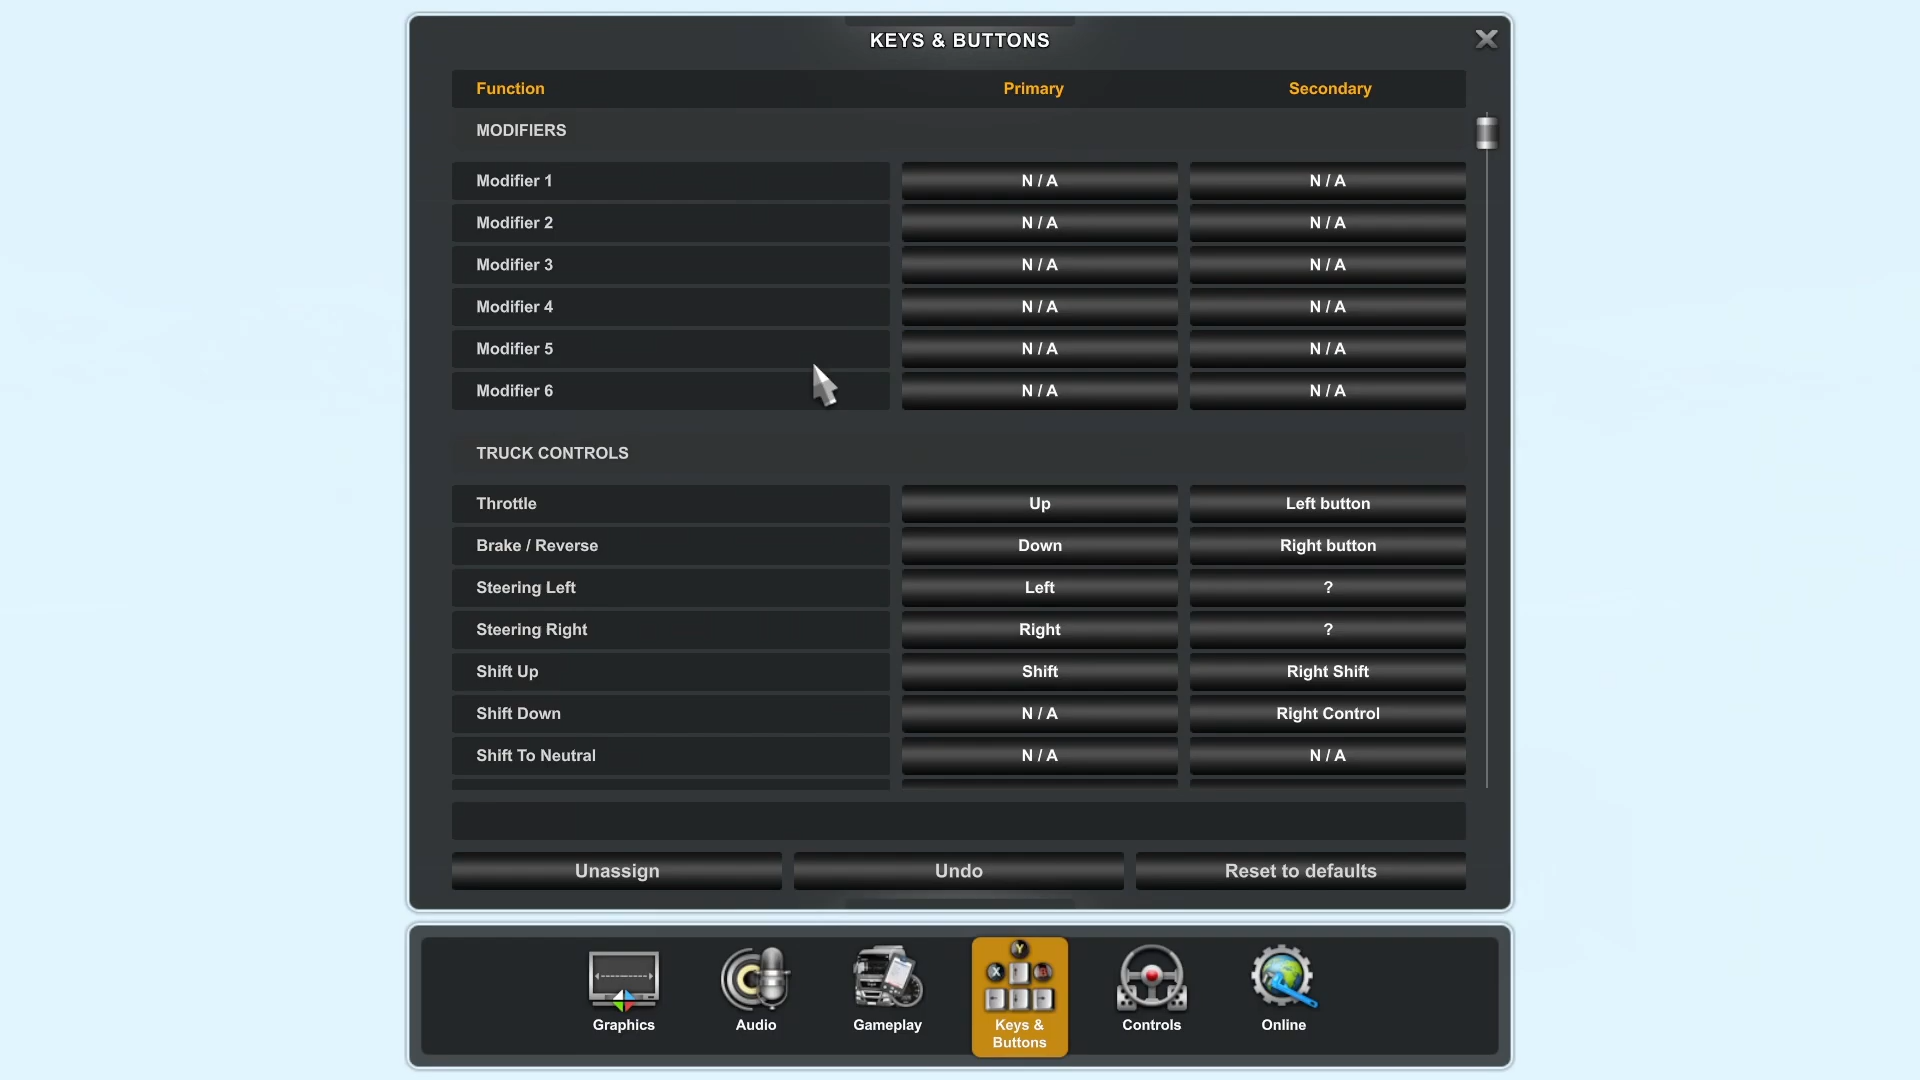 KEYS & BUTTONS
Function Primary Secondary
MODIFIERS
Modifier 1 N / A N / A
Modifier 2 N / A N / A
Modifier 3 N / A N / A
Modifier 4 N / A N / A
Modifier 5 N / A N / A
Modifier 6 N / A N / A
TRUCK CONTROLS
Throttle Up Left button
Brake / Reverse Down Right button
Steering Left Left ?
Steering Right Right ?
Shift Up Shift Right Shift
Shift Down N / A Right Control
Shift To Neutral N / A N / A
Unassign Undo Reset to defaults
Y
X B
Graphics Audio Gameplay Keys & Controls Online
Buttons